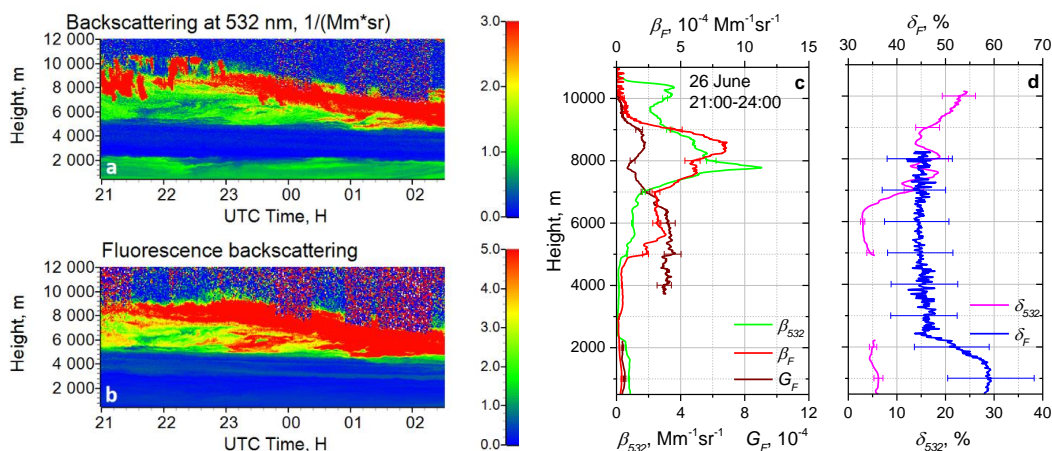 Backscattering at 532 nm, 1/(Mm*sr)
12 000
10 000
8 000
6 000
4 000
2 000
Height, m
a
21 22 23 00 01 02
UTC Time, H
3.0
2.0
1.0
0.0
Fluorescence backscattering
12 000
10 000
8 000
6 000
4 000
2 000
Height, m
b
21 22 23 00 01 02
UTC Time, H
5.0
4.0
3.0
2.0
1.0
0.0
β_F, 10⁻⁴ Mm⁻¹sr⁻¹
0 5 10 15
26 June
21:00-24:00
c
10000
8000
6000
4000
2000
Height, m
β₅₃₂
β_F
G_F
0 4 8 12
β₅₃₂, Mm⁻¹sr⁻¹ G_F, 10⁻⁴
δ_F, %
30 40 50 60 70
d
δ₅₃₂
δ_F
0 10 20 30 40
δ₅₃₂, %